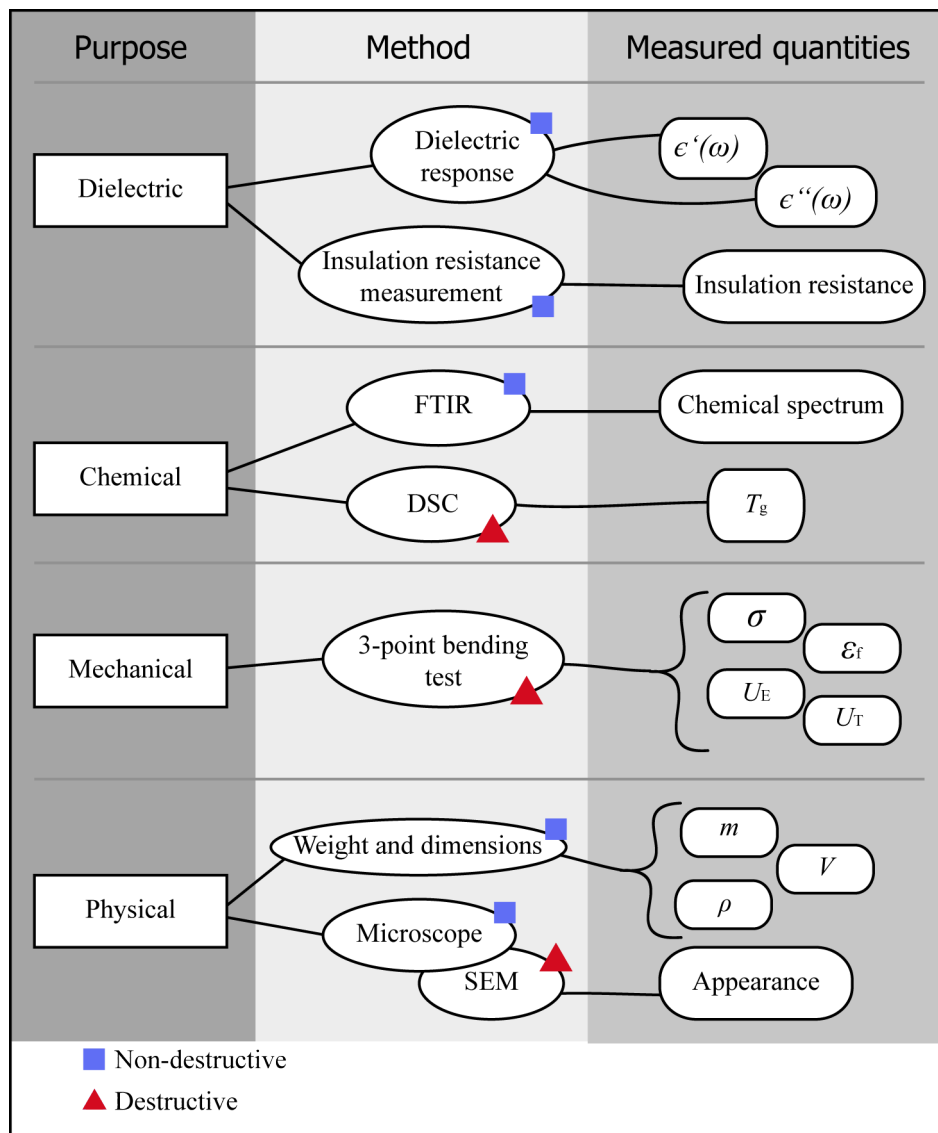 Purpose
Method
Measured quantities
Dielectric
Dielectric
response
ϵ‘(ω)
ϵ“(ω)
Insulation resistance
measurement
Insulation resistance
Chemical
FTIR
Chemical spectrum
DSC
Tg
Mechanical
3-point bending
test
σ
εf
UE
UT
Physical
Weight and dimensions
m
V
ρ
Microscope
SEM
Appearance
Non-destructive
Destructive